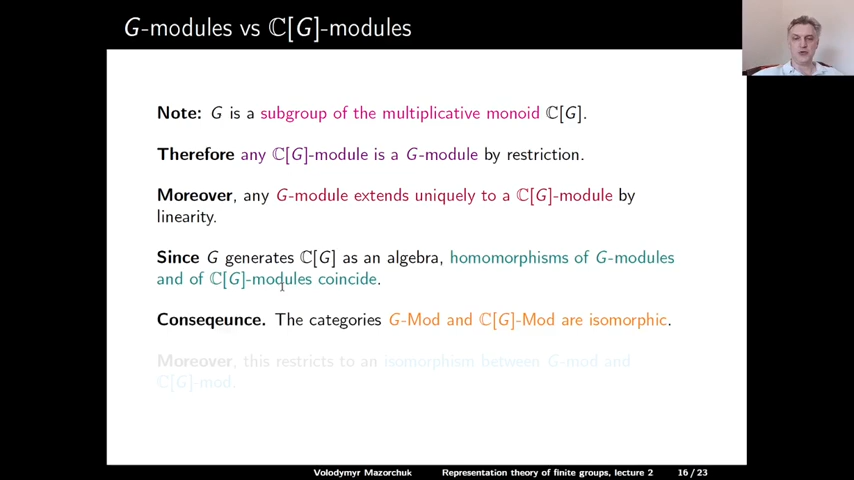 G-modules vs ℂ[G]-modules
Note: G is a subgroup of the multiplicative monoid ℂ[G].
Therefore any ℂ[G]-module is a G-module by restriction.
Moreover, any G-module extends uniquely to a ℂ[G]-module by
linearity.
Since G generates ℂ[G] as an algebra, homomorphisms of G-modules
and of ℂ[G]-modules coincide.
Conseqeunce. The categories G-Mod and ℂ[G]-Mod are isomorphic.
Moreover, this restricts to an isomorphism between G-mod and
ℂ[G]-mod.
Volodymyr Mazorchuk Representation theory of finite groups, lecture 2 16/23